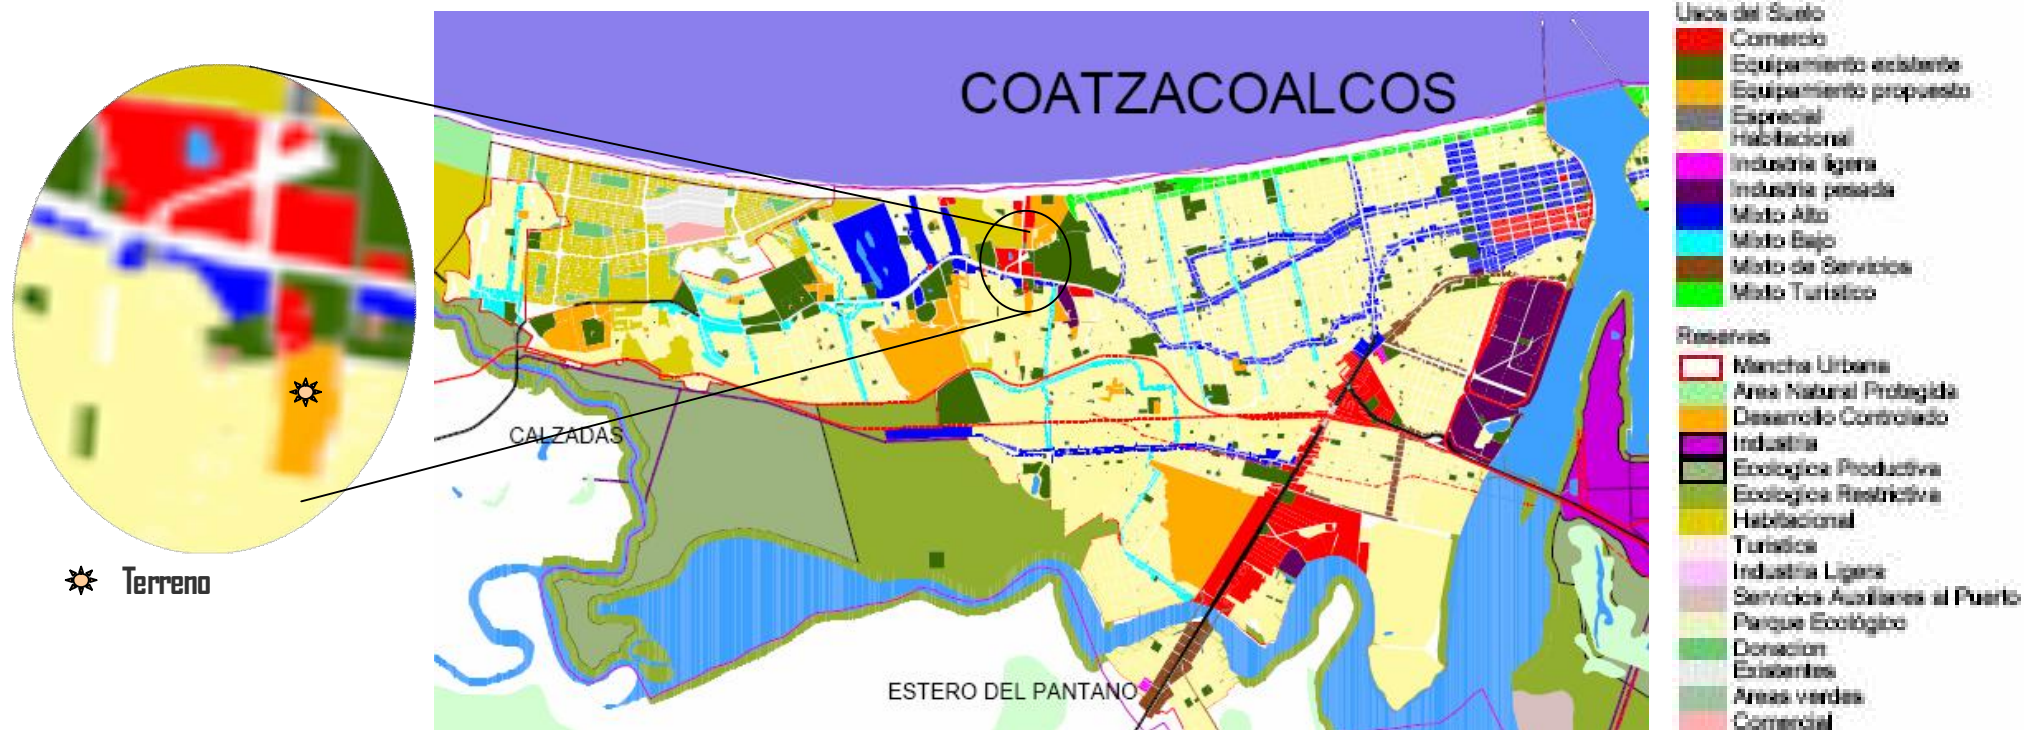 COATZACOALCOS
CALZADAS
ESTERO DEL PANTANO
Terreno
Usos del Suelo
Comercio
Equipamiento existente
Equipamiento propuesto
Esprecial
Habitacional
Industria ligera
Industria pesada
Mixto Alto
Mixto Bajo
Mixto de Servicios
Mixto Turistico
Reservas
Mancha Urbana
Area Natural Protegida
Desarrollo Controlado
Industria
Ecologica Productiva
Ecologica Restrictiva
Habitacional
Turistica
Industria Ligera
Servicios Auxiliares al Puerto
Parque Ecológico
Donacion
Existentes
Areas verdes
Comercial